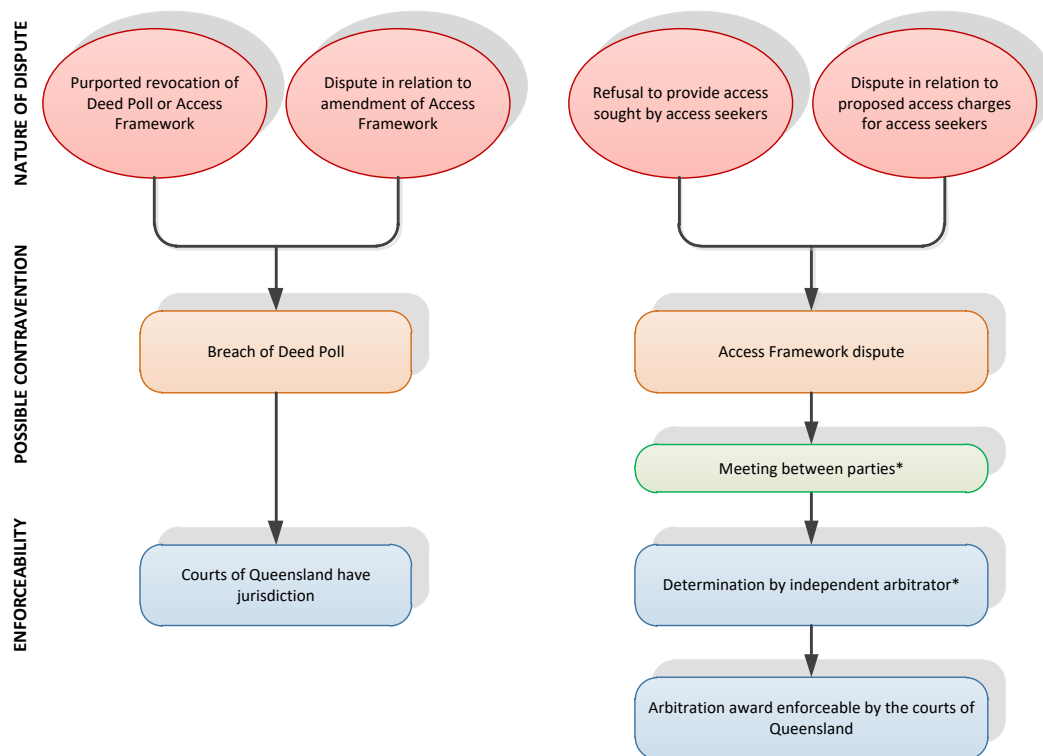 NATURE OF DISPUTE
Purported revocation of
Deed Poll or Access
Framework
Dispute in relation to
amendment of Access
Framework
Refusal to provide access
sought by access seekers
Dispute in relation to
proposed access charges
for access seekers
POSSIBLE CONTRAVENTION
Breach of Deed Poll
Access Framework dispute
Meeting between parties*
ENFORCEABILITY
Courts of Queensland have
jurisdiction
Determination by independent arbitrator*
Arbitration award enforceable by the courts of
Queensland